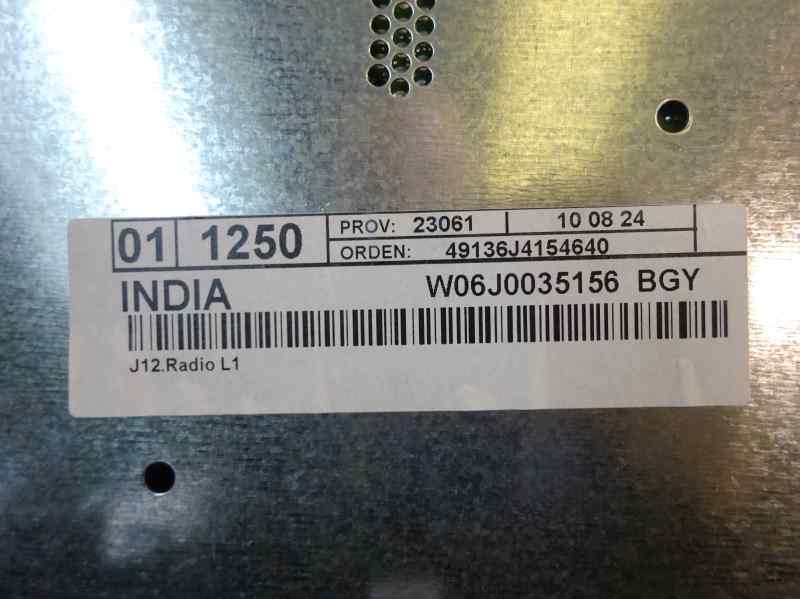 01 1250 PROV: 23061 10 08 24
ORDEN: 49136J4154640
INDIA W06J0035156 BGY
J12.Radio L1